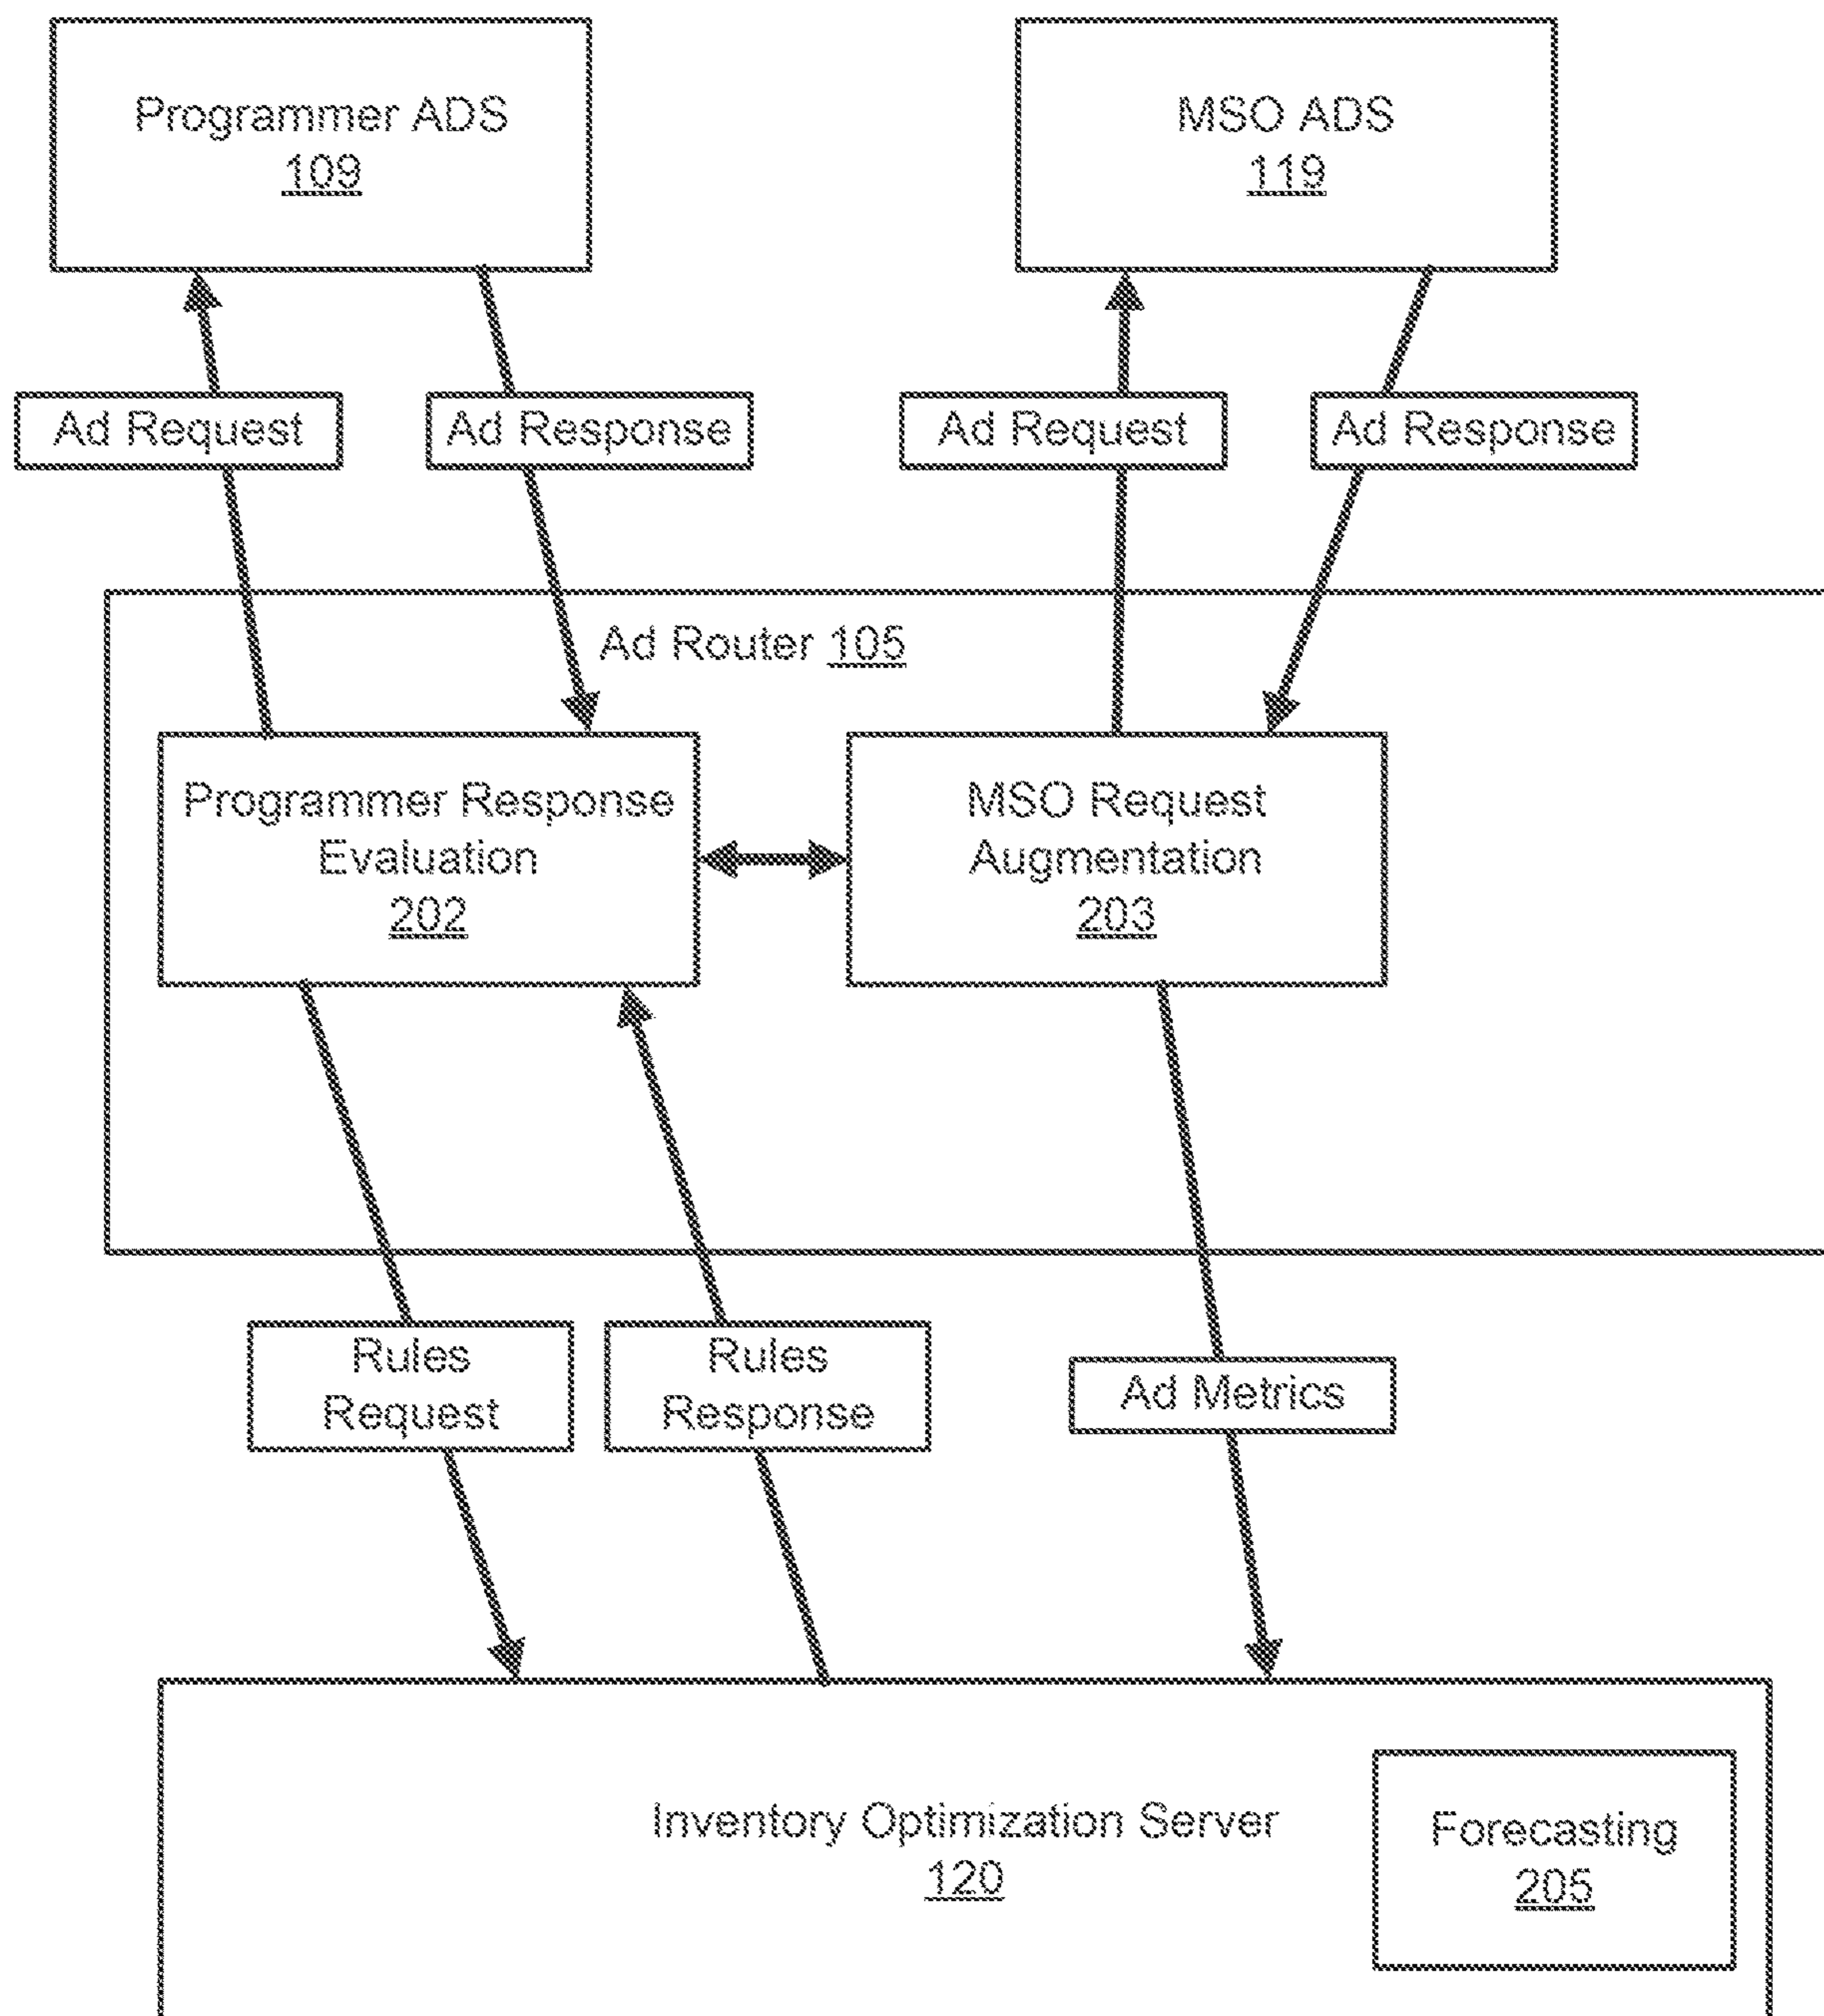 Programmer ADS
109
MSO ADS
119
Ad Request
Ad Response
Ad Request
Ad Response
Ad Router 105
Programmer Response
Evaluation
202
MSO Request
Augmentation
203
Rules
Request
Rules
Response
Ad Metrics
Inventory Optimization Server
120
Forecasting
205